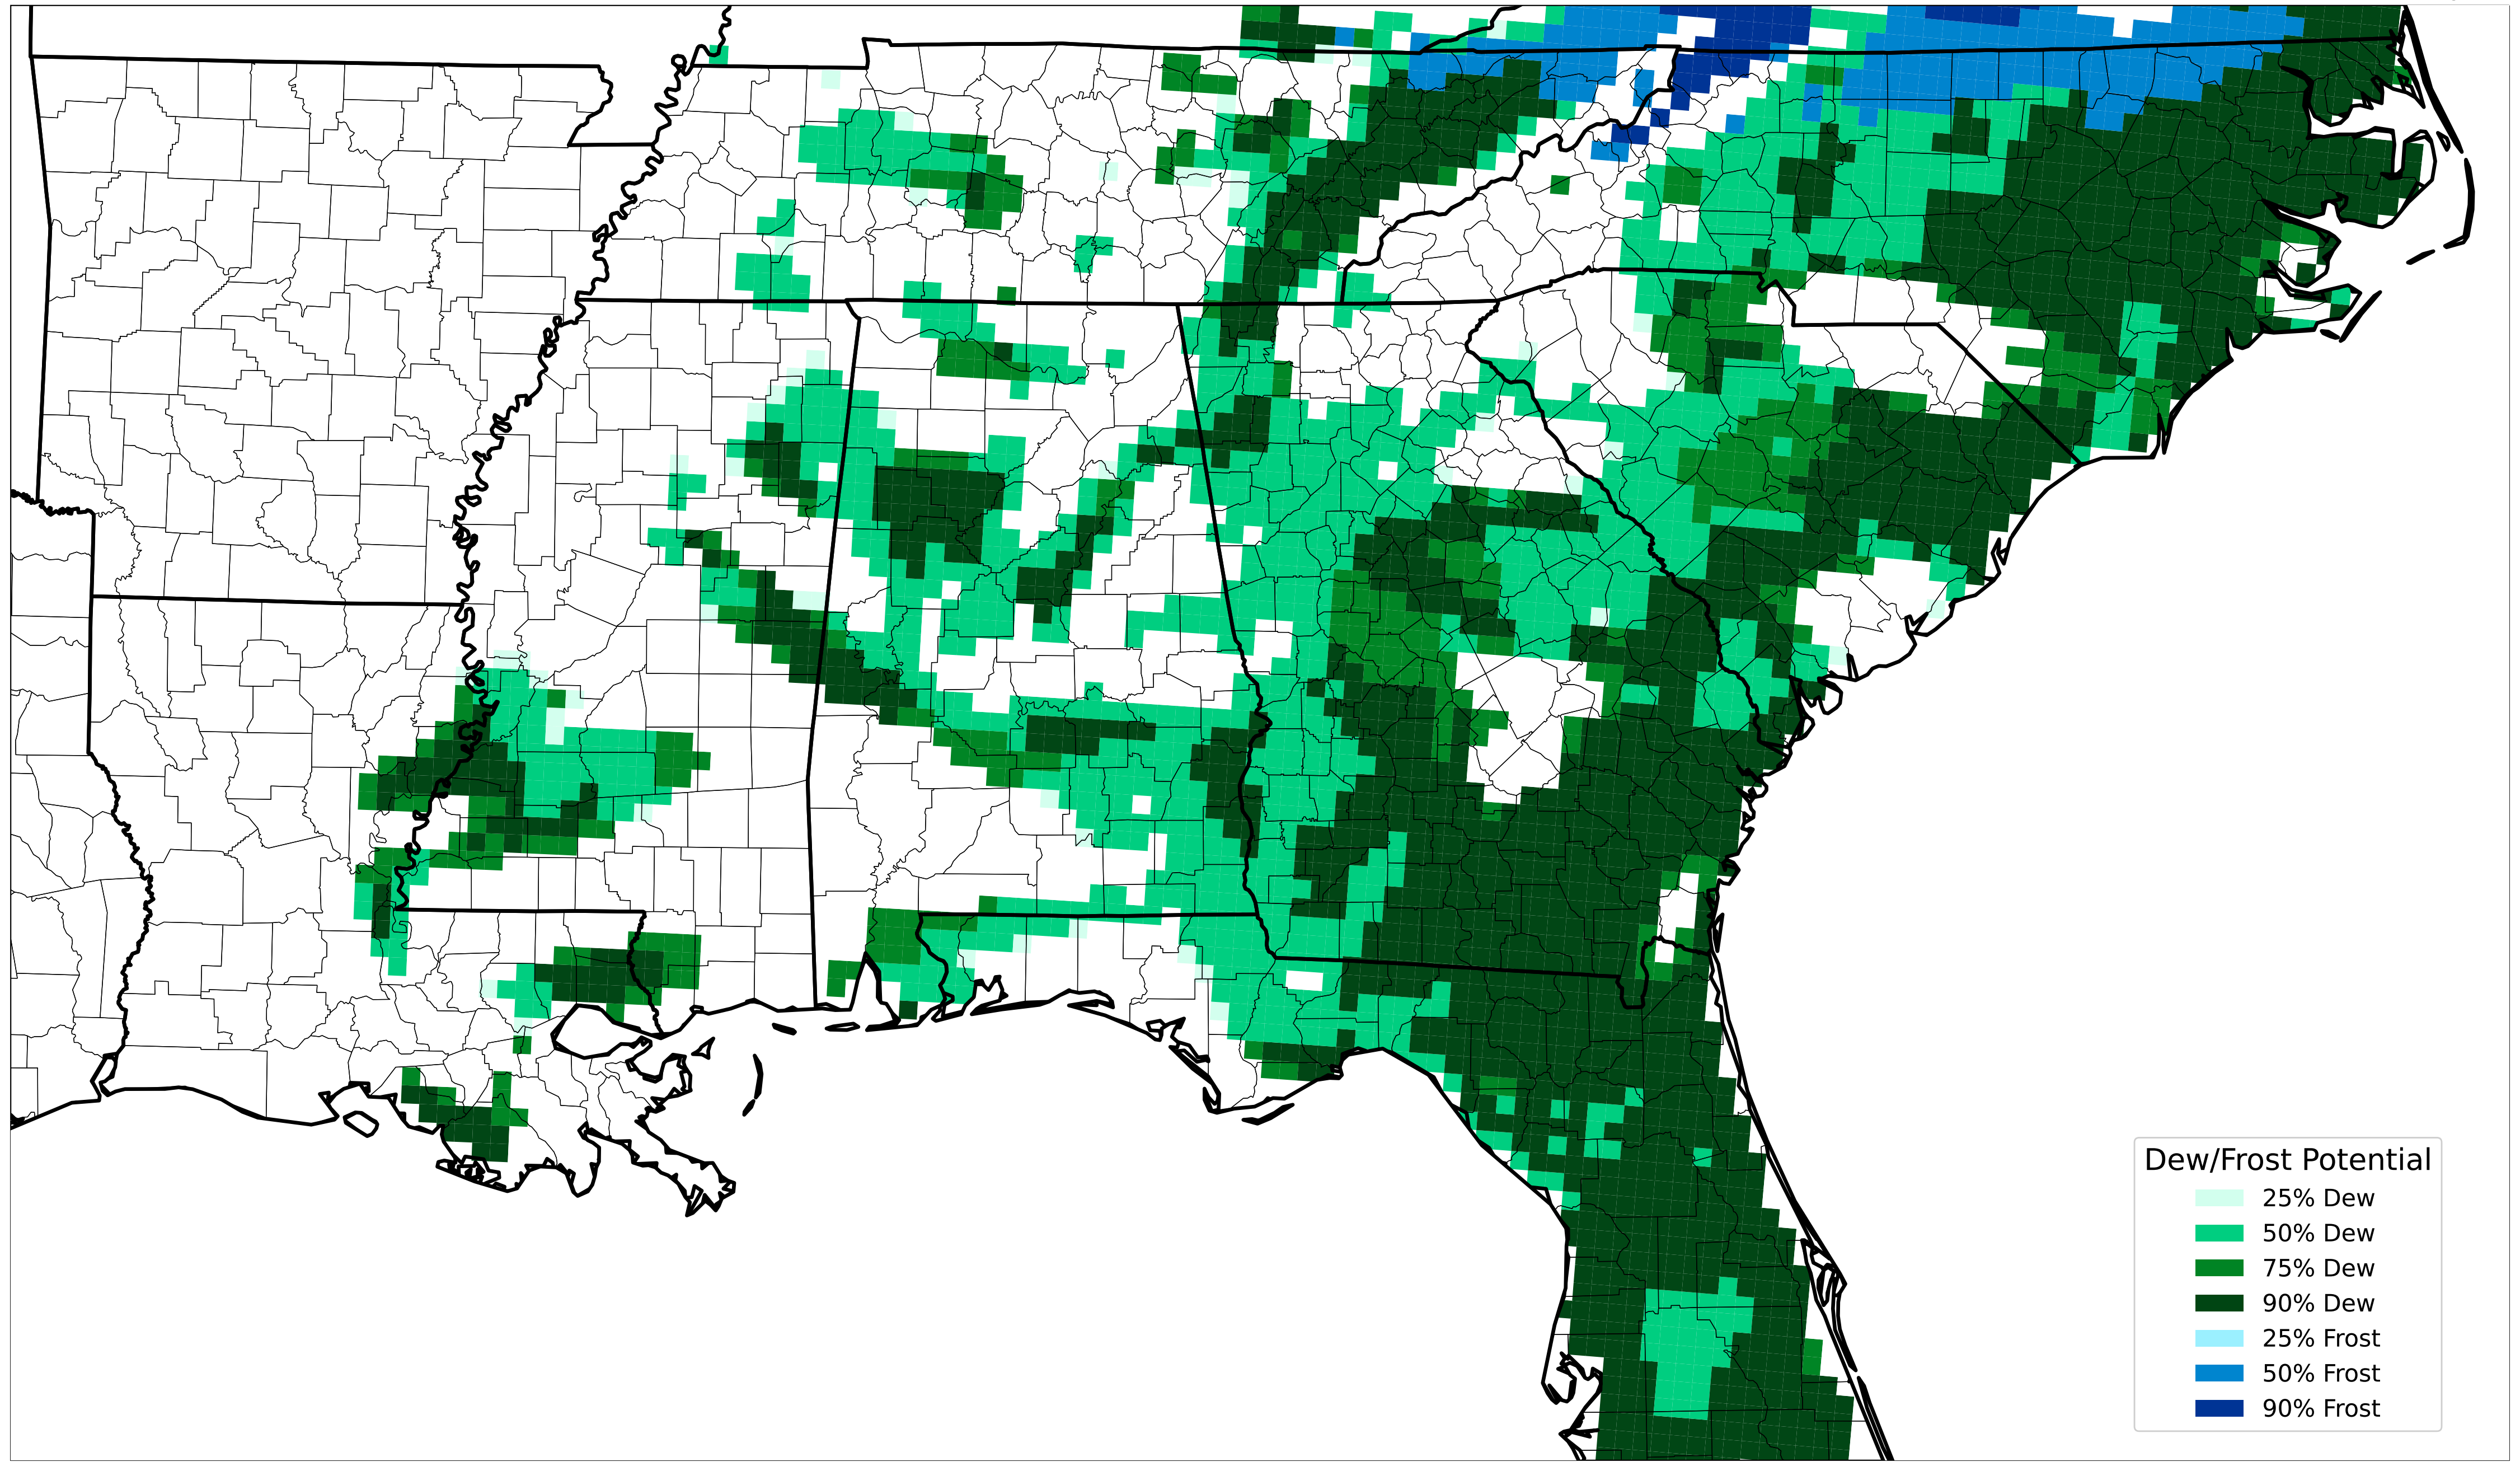 Dew/Frost Potential
25% Dew
50% Dew
75% Dew
90% Dew
25% Frost
50% Frost
90% Frost